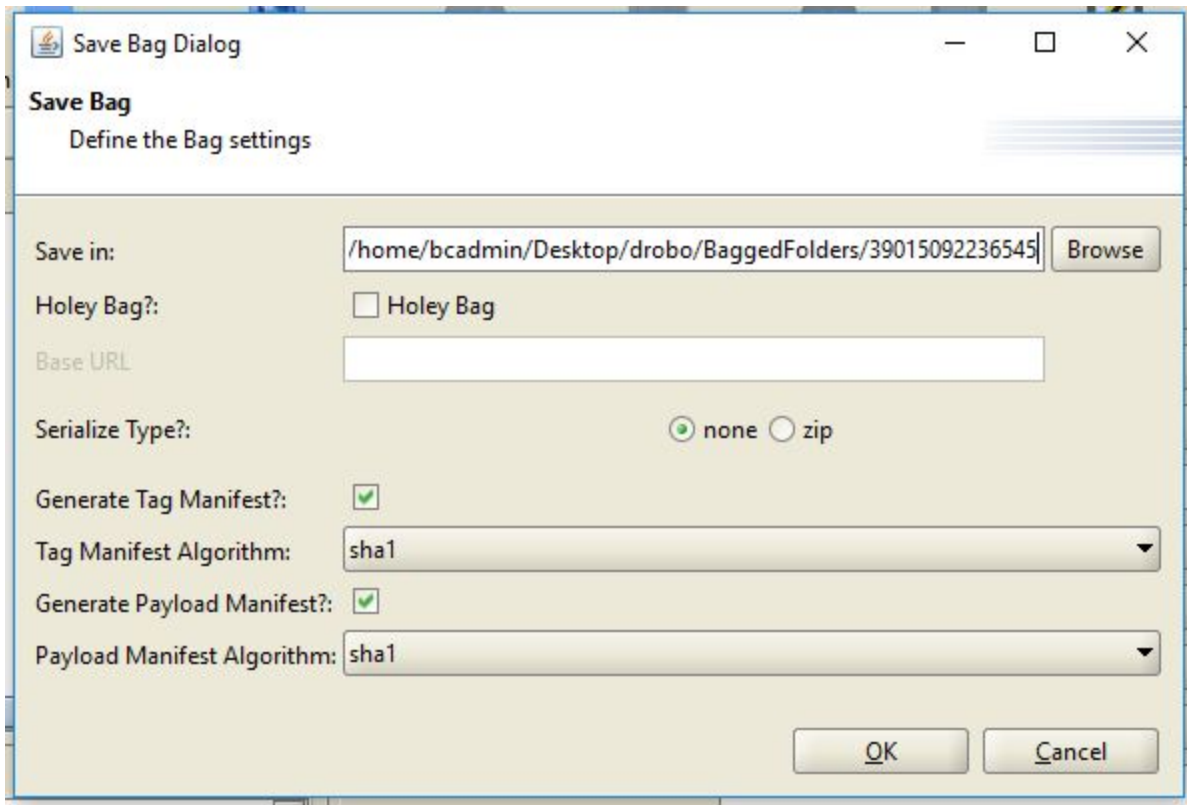 Save Bag Dialog
Save Bag
Define the Bag settings
Save in: /home/bcadmin/Desktop/drobo/BaggedFolders/39015092236545 Browse
Holey Bag?: Holey Bag
Base URL
Serialize Type?: none zip
Generate Tag Manifest?:
Tag Manifest Algorithm: sha1
Generate Payload Manifest?:
Payload Manifest Algorithm: sha1
OK Cancel